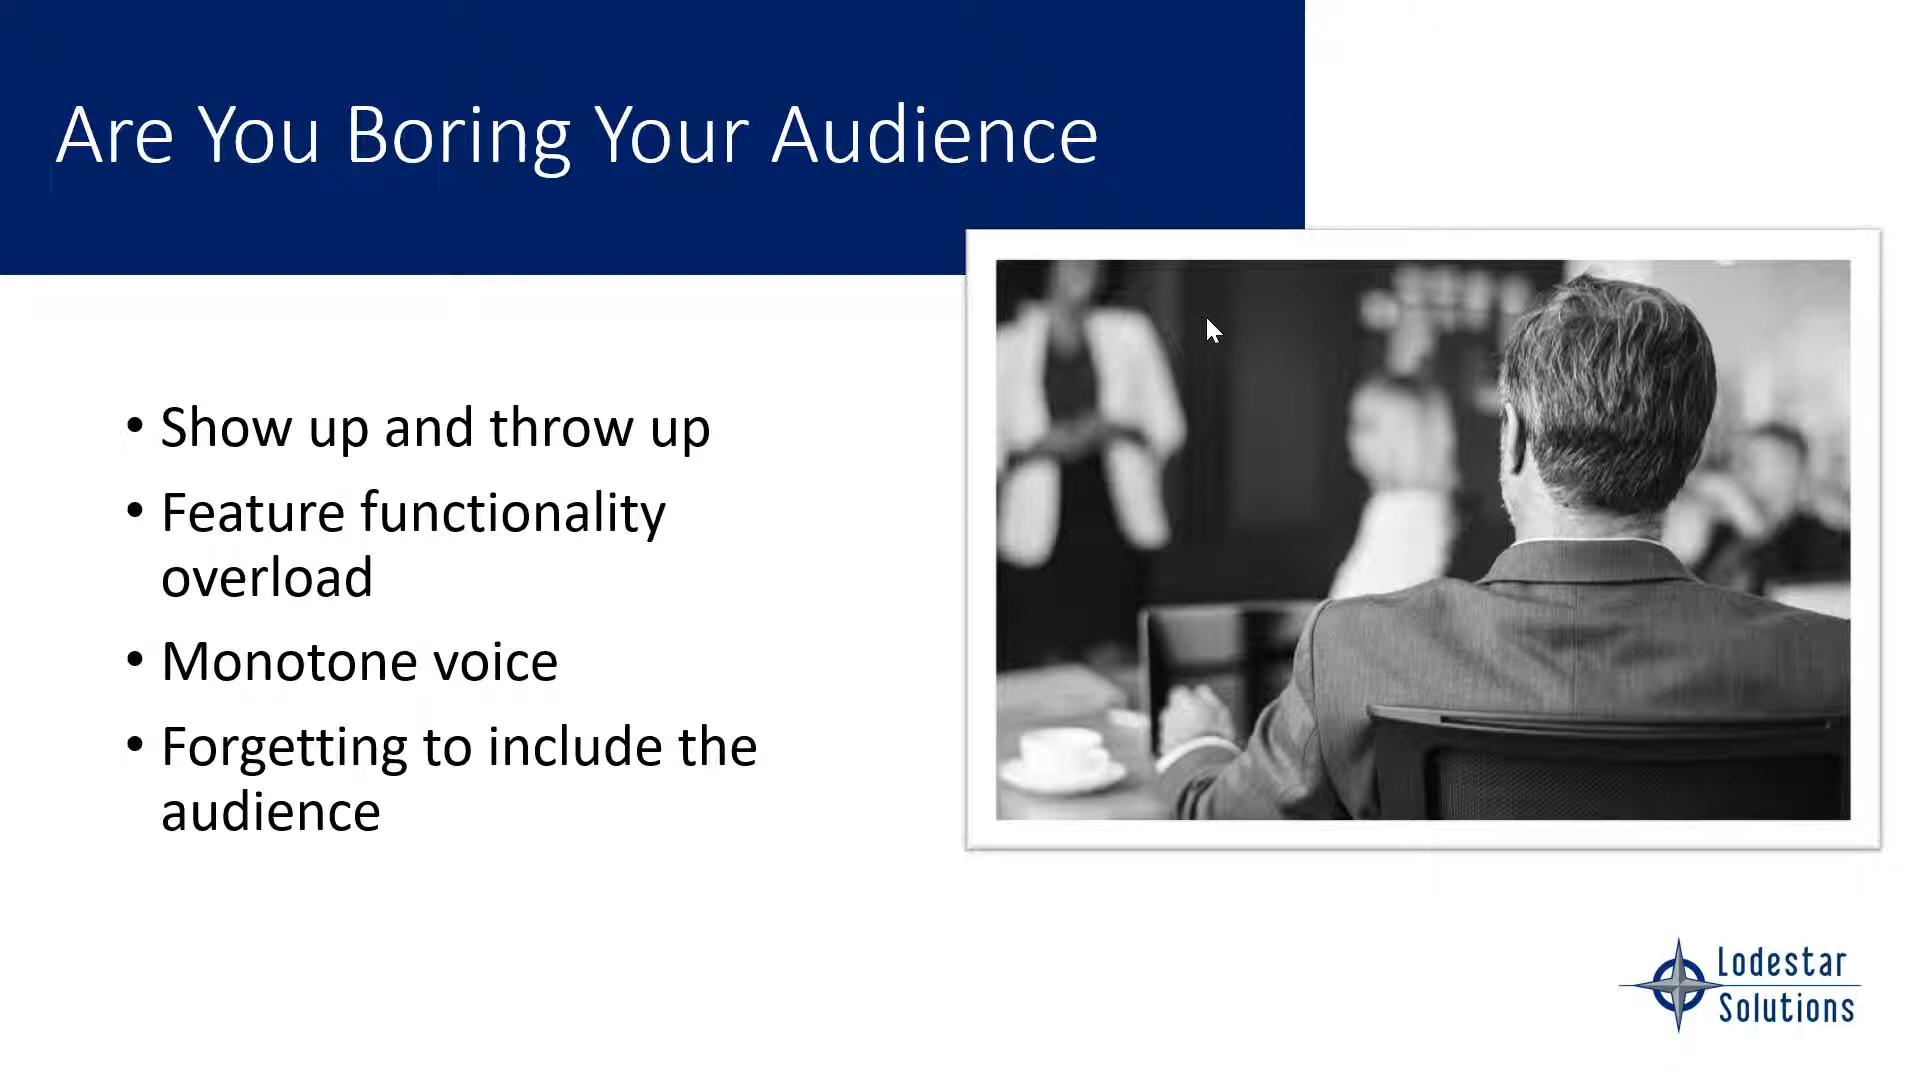 Are You Boring Your Audience
• Show up and throw up
• Feature functionality
overload
• Monotone voice
• Forgetting to include the
audience
Lodestar
Solutions